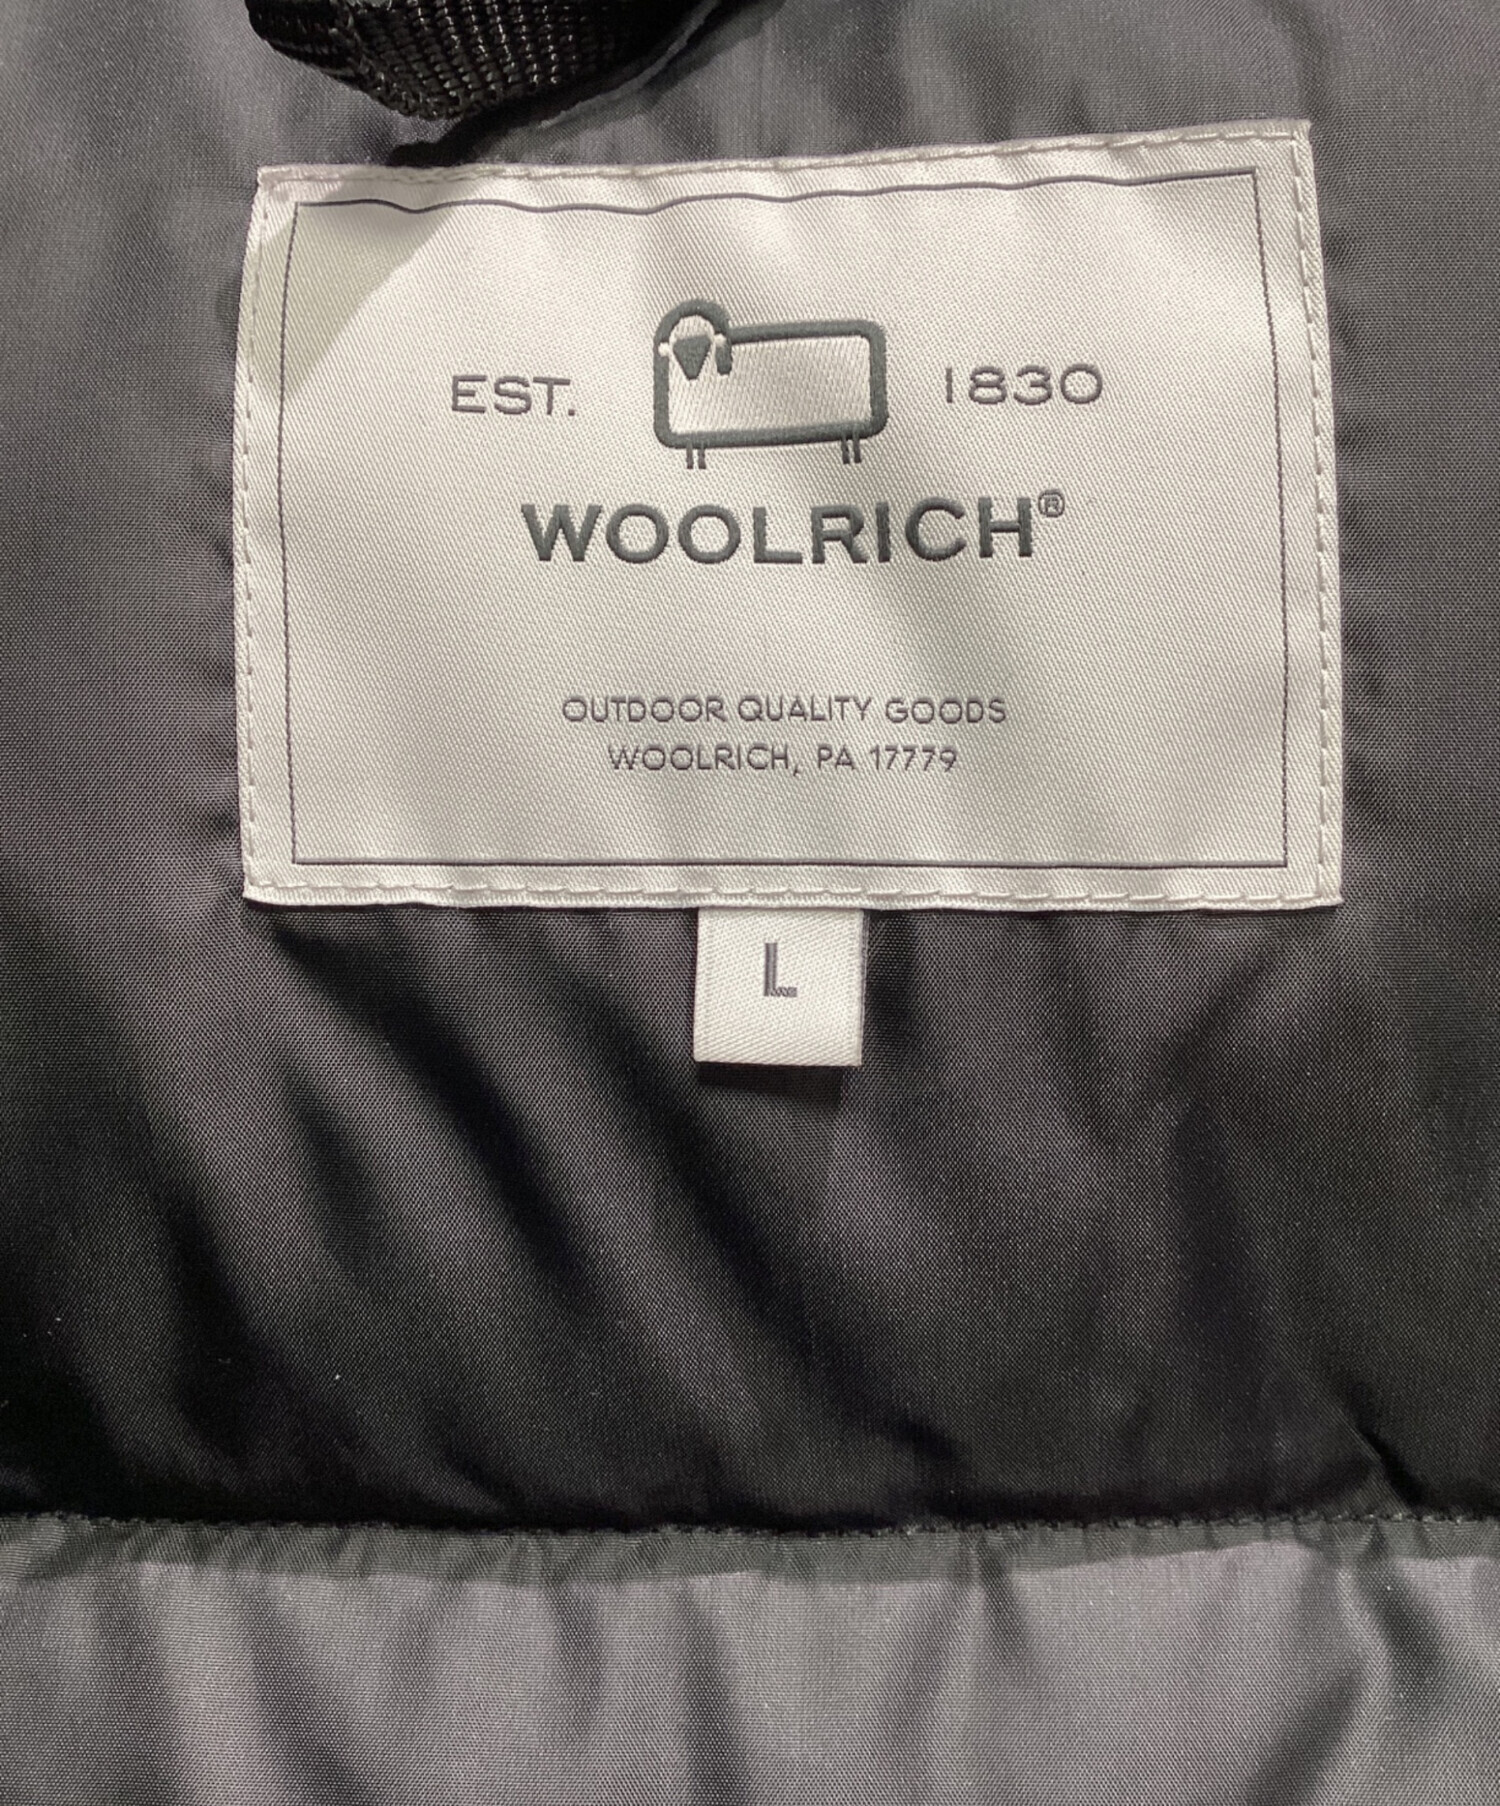 EST. 1830
WOOLRICH®
OUTDOOR QUALITY GOODS
WOOLRICH, PA 17779
L